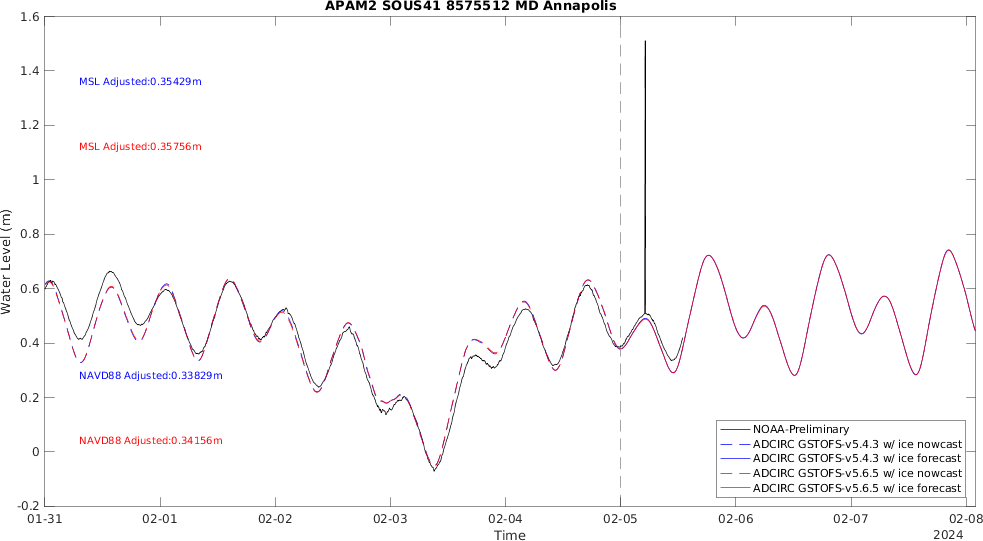 APAM2 SOUS41 8575512 MD Annapolis
1.6
1.4
1.2
1
0.8
0.6
0.4
0.2
0
-0.2
Water Level (m)
MSL Adjusted:0.35429m
MSL Adjusted:0.35756m
NAVD88 Adjusted:0.33829m
NAVD88 Adjusted:0.34156m
NOAA-Preliminary
ADCIRC GSTOFS-v5.4.3 w/ ice nowcast
ADCIRC GSTOFS-v5.4.3 w/ ice forecast
ADCIRC GSTOFS-v5.6.5 w/ ice nowcast
ADCIRC GSTOFS-v5.6.5 w/ ice forecast
01-31 02-01 02-02 02-03 02-04 02-05 02-06 02-07 02-08
Time
2024